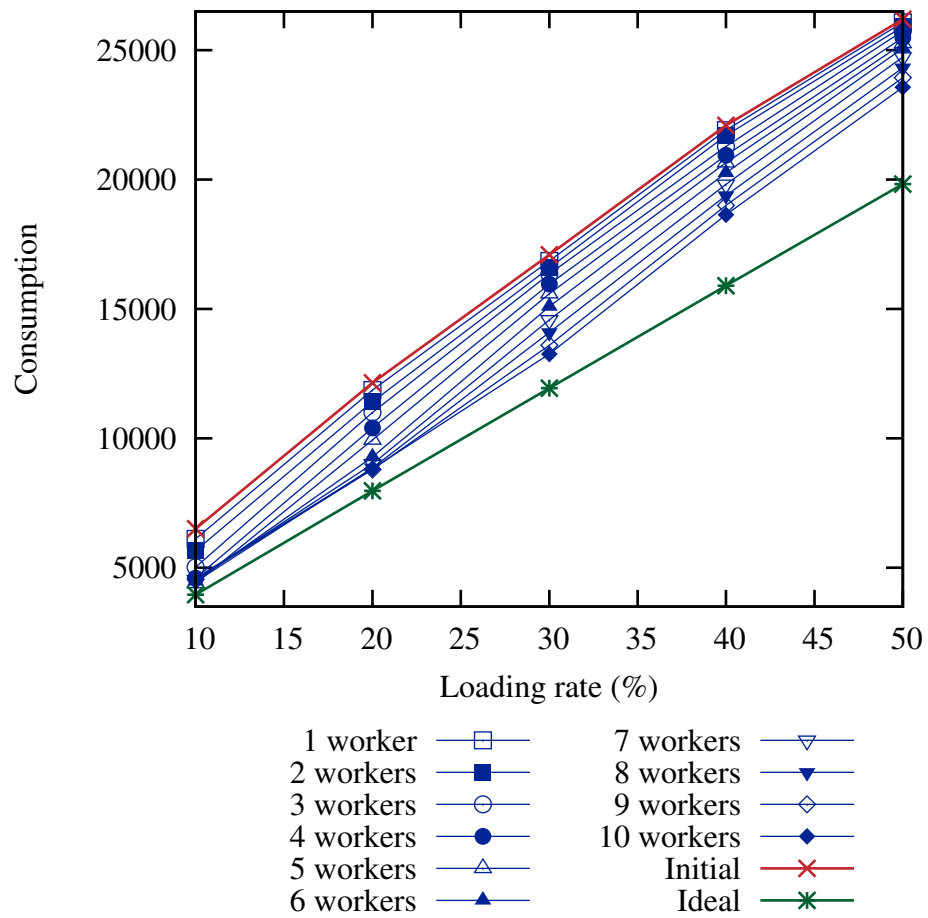 25000
20000
15000
10000
5000
Consumption
10 15 20 25 30 35 40 45 50
Loading rate (%)
1 worker
2 workers
3 workers
4 workers
5 workers
6 workers
7 workers
8 workers
9 workers
10 workers
Initial
Ideal